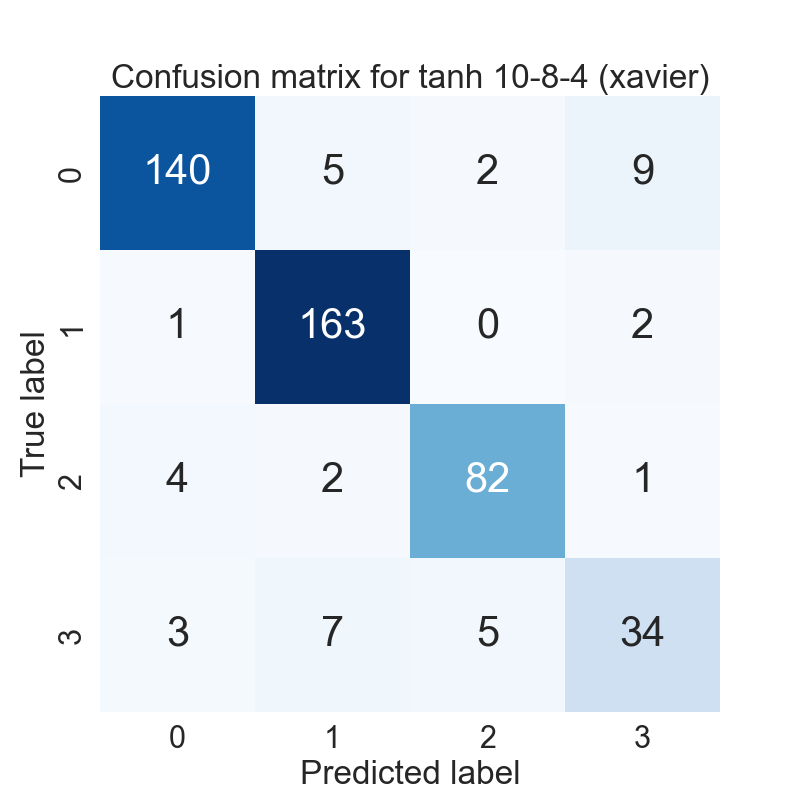 Confusion matrix for tanh 10-8-4 (xavier)
True label
0 140 5 2 9
1 1 163 0 2
2 4 2 82 1
3 3 7 5 34
0 1 2 3
Predicted label